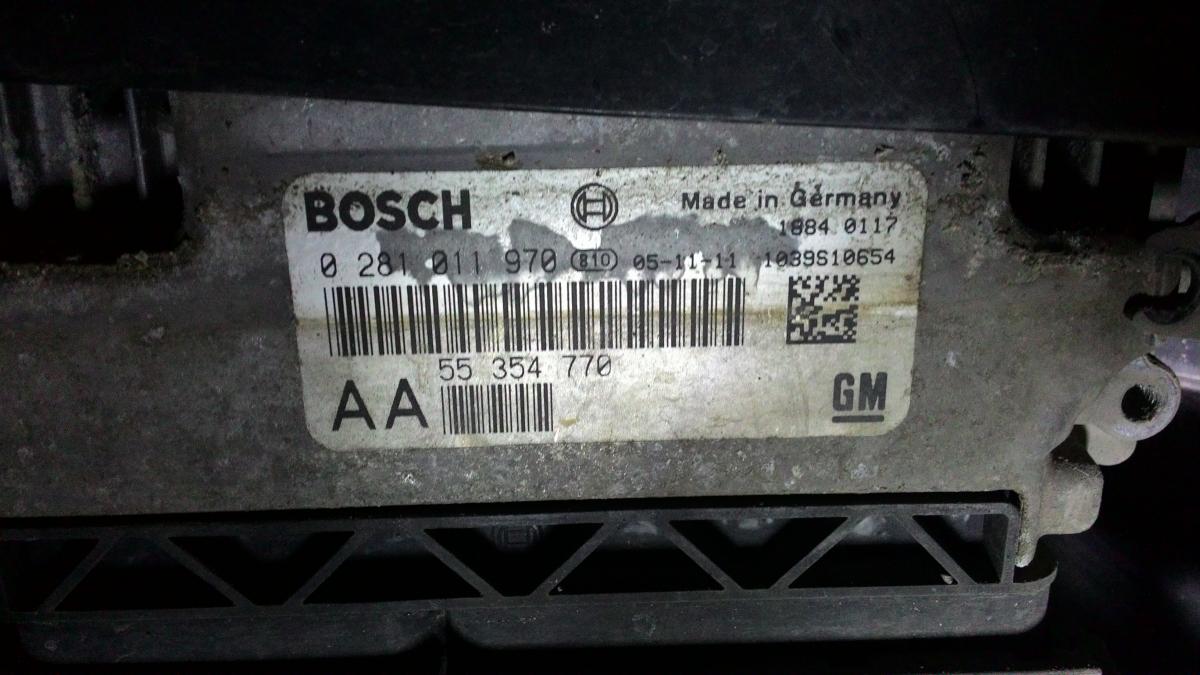 BOSCH
Made in Germany
1884 0117
0 281 011 970 810 05-11-11 1039S10654
55 354 770
AA
GM